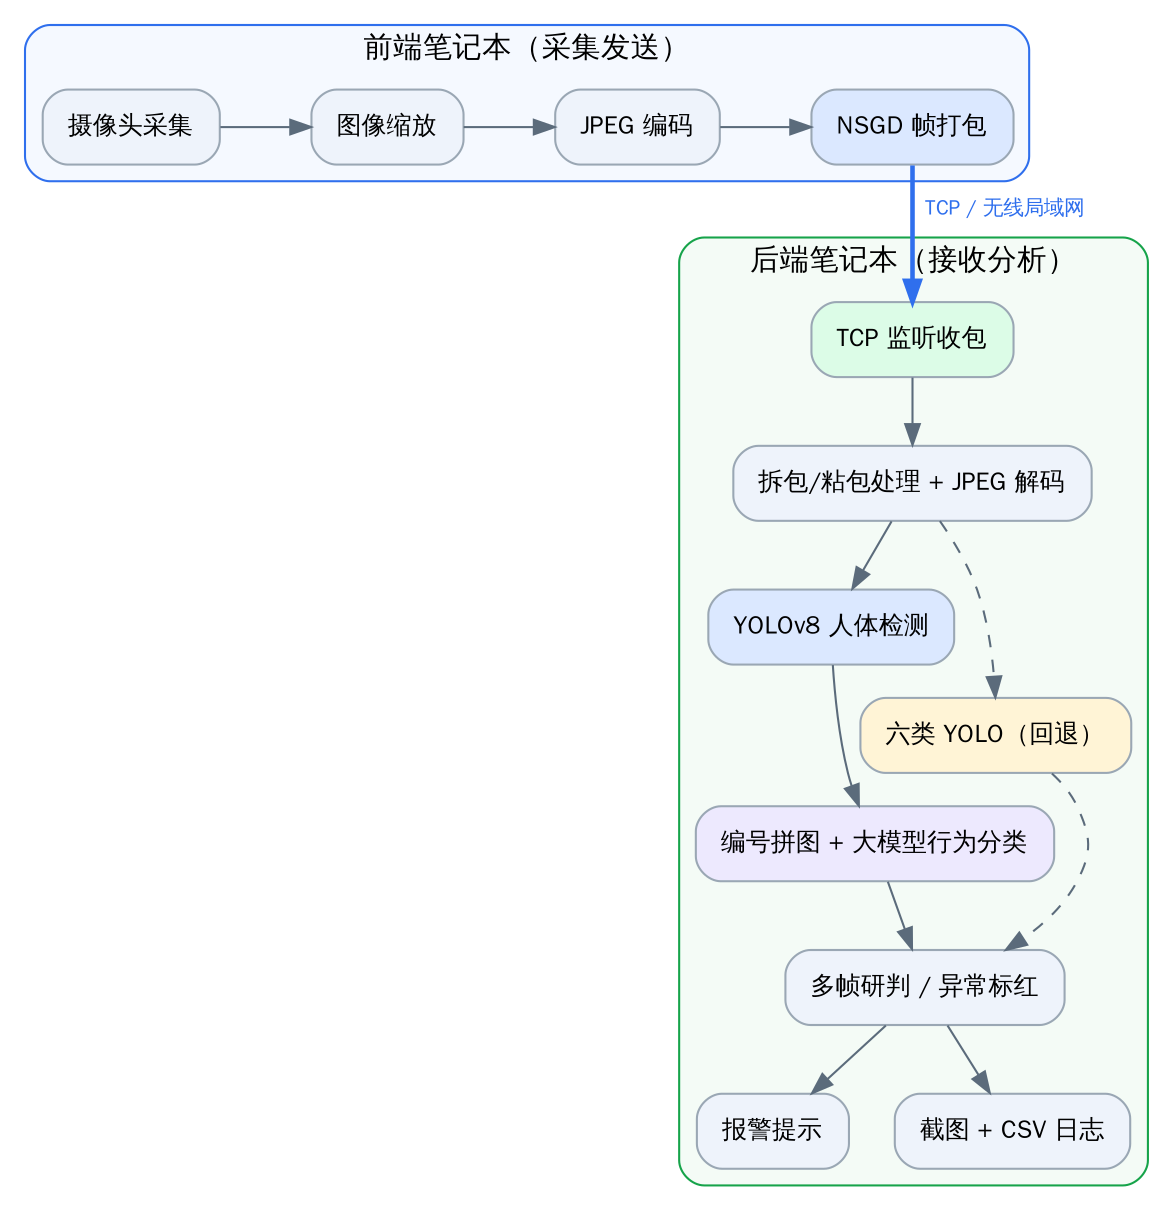 前端笔记本（采集发送）
摄像头采集
图像缩放
JPEG 编码
NSGD 帧打包
TCP / 无线局域网
后端笔记本（接收分析）
TCP 监听收包
拆包/粘包处理 + JPEG 解码
YOLOv8 人体检测
六类 YOLO（回退）
编号拼图 + 大模型行为分类
多帧研判 / 异常标红
报警提示
截图 + CSV 日志